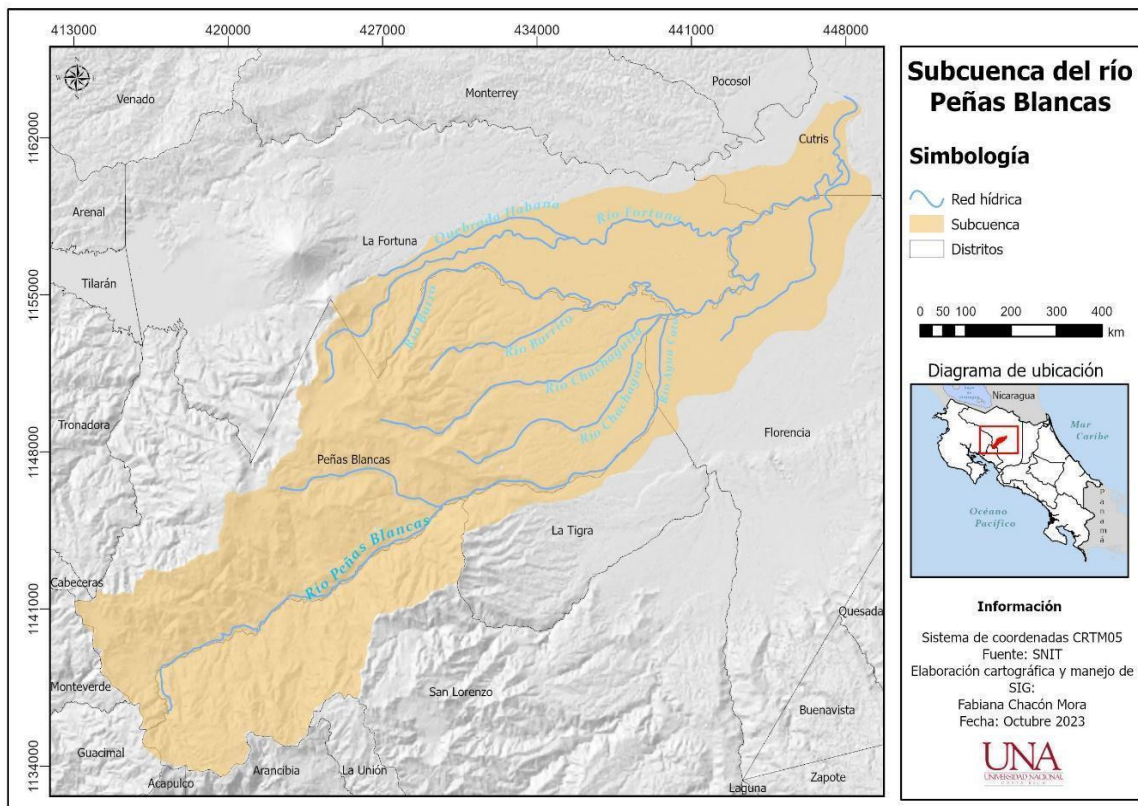 413000
420000
427000
434000
441000
448000
1162000
1155000
1148000
1141000
1134000
N
W
E
S
Venado
Monterrey
Pocosol
Cutris
Arenal
La Fortuna
Quebrada Habana
Río Fortuna
Tilarán
Río Burro
Río Burrito
Río Chachaguita
Río Chachagua
Río Agua Caliente
Tronadora
Peñas Blancas
Florencia
Río Peñas Blancas
La Tigra
Cabeceras
Quesada
Monteverde
San Lorenzo
Buenavista
Guacimal
Acapulco
Arancibia
La Unión
Laguna
Zapote
Subcuenca del río
Peñas Blancas
Simbología
Red hídrica
Subcuenca
Distritos
0 50 100 200 300 400
km
Diagrama de ubicación
Nicaragua
Mar
Caribe
Océano
Pacífico
Panamá
Información
Sistema de coordenadas CRTM05
Fuente: SNIT
Elaboración cartográfica y manejo de
SIG:
Fabiana Chacón Mora
Fecha: Octubre 2023
UNA
UNIVERSIDAD NACIONAL
COSTA RICA